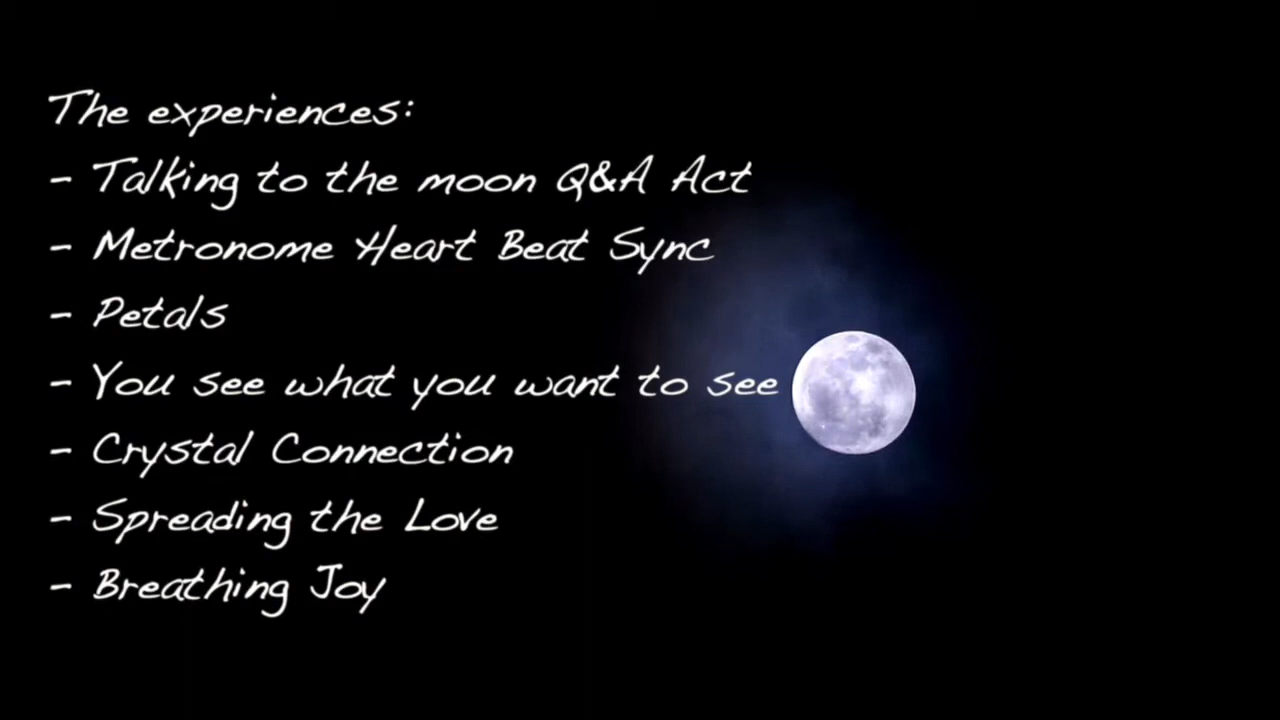 The experiences:
- Talking to the moon Q&A Act
- Metronome Heart Beat Sync
- Petals
- You see what you want to see
- Crystal Connection
- Spreading the Love
- Breathing Joy